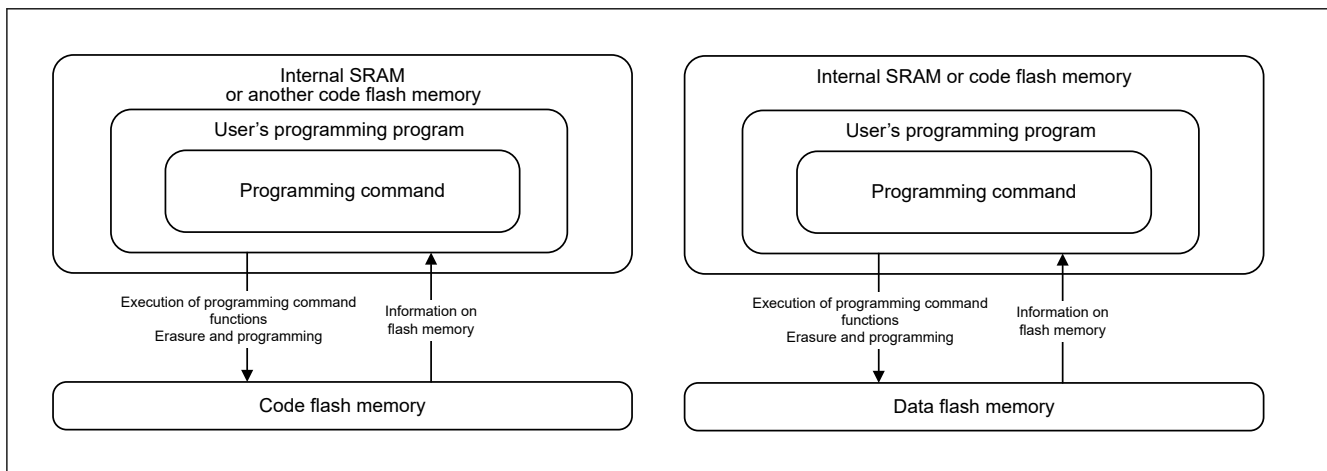 Internal SRAM
or another code flash memory
User’s programming program
Programming command
Execution of programming command
functions
Erasure and programming
Information on
flash memory
Code flash memory
Internal SRAM or code flash memory
User’s programming program
Programming command
Execution of programming command
functions
Erasure and programming
Information on
flash memory
Data flash memory